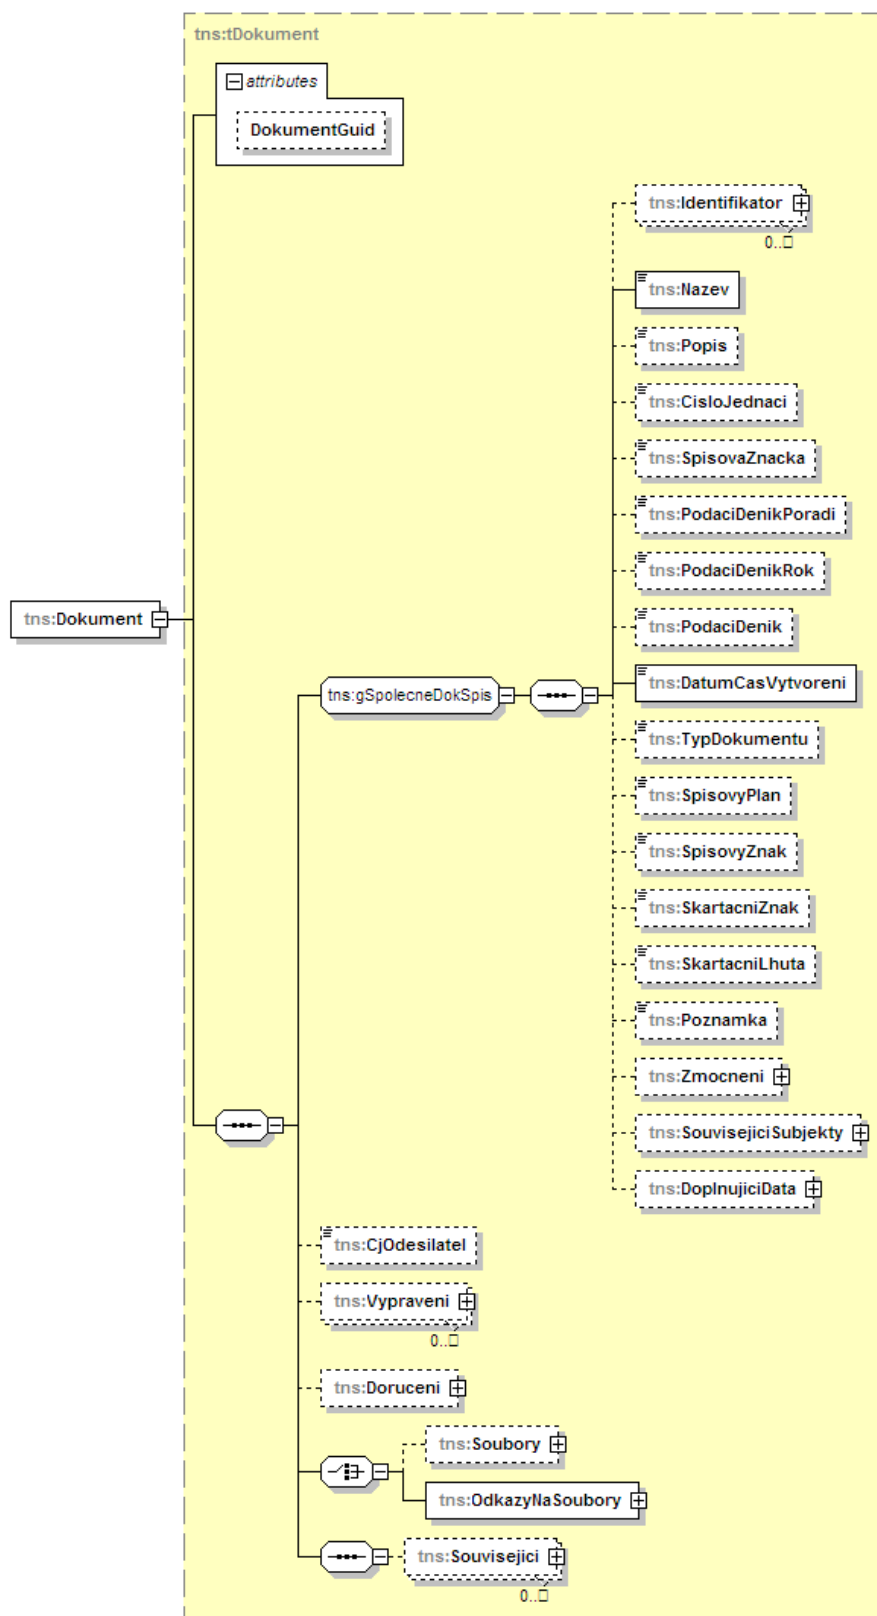 tns:tDokument
attributes
DokumentGuid
tns:Identifikator
0..□
tns:Nazev
tns:Popis
tns:CisloJednaci
tns:SpisovaZnacka
tns:PodaciDenikPoradi
tns:PodaciDenikRok
tns:Dokument
tns:PodaciDenik
tns:gSpolecneDokSpis
tns:DatumCasVytvoreni
tns:TypDokumentu
tns:SpisovyPlan
tns:SpisovyZnak
tns:SkartacniZnak
tns:SkartacniLhuta
tns:Poznamka
tns:Zmocneni
tns:SouvisejiciSubjekty
tns:DoplnujiciData
tns:CjOdesilatel
tns:Vypraveni
0..□
tns:Doruceni
tns:Soubory
tns:OdkazyNaSoubory
tns:Souvisejici
0..□